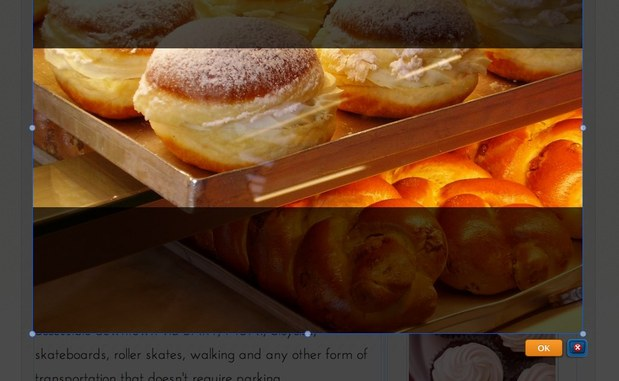 skateboards, roller skates, walking and any other form of
transportation that doesn't require parking
OK